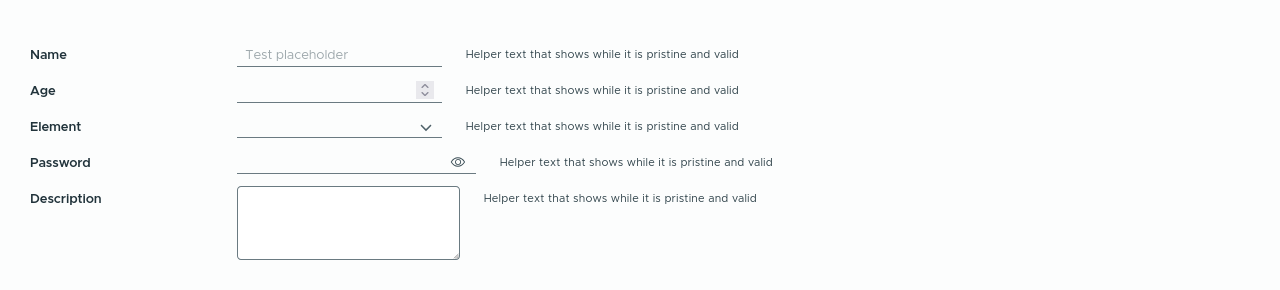 Name Test placeholder Helper text that shows while it is pristine and valid
Age Helper text that shows while it is pristine and valid
Element Helper text that shows while it is pristine and valid
Password Helper text that shows while it is pristine and valid
Description Helper text that shows while it is pristine and valid